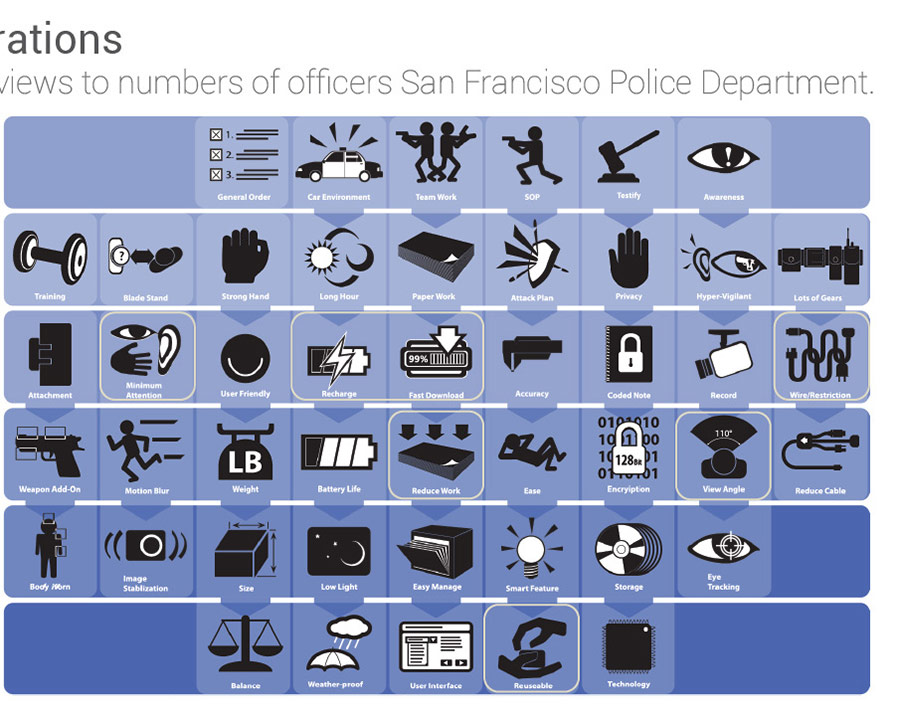 rations
views to numbers of officers San Francisco Police Department.
1.
2.
3.
General Order
Car Environment
Team Work
SOP
Testify
Awareness
?
Training
Blade Stand
Strong Hand
Long Hour
Paper Work
Attack Plan
Privacy
Hyper-Vigilant
Lots of Gears
99%
Attachment
Minimum
Attention
User Friendly
Recharge
Fast Download
Accuracy
Coded Note
Record
Wire/Restriction
LB
0101010
128BIT
0110101
110°
Weapon Add-On
Motion Blur
Weight
Battery Life
Reduce Work
Ease
Encryiption
View Angle
Reduce Cable
Body Worn
Image
Stablization
Size
Low Light
Easy Manage
Smart Feature
Storage
Eye
Tracking
Balance
Weather-proof
User Interface
Reuseable
Technology